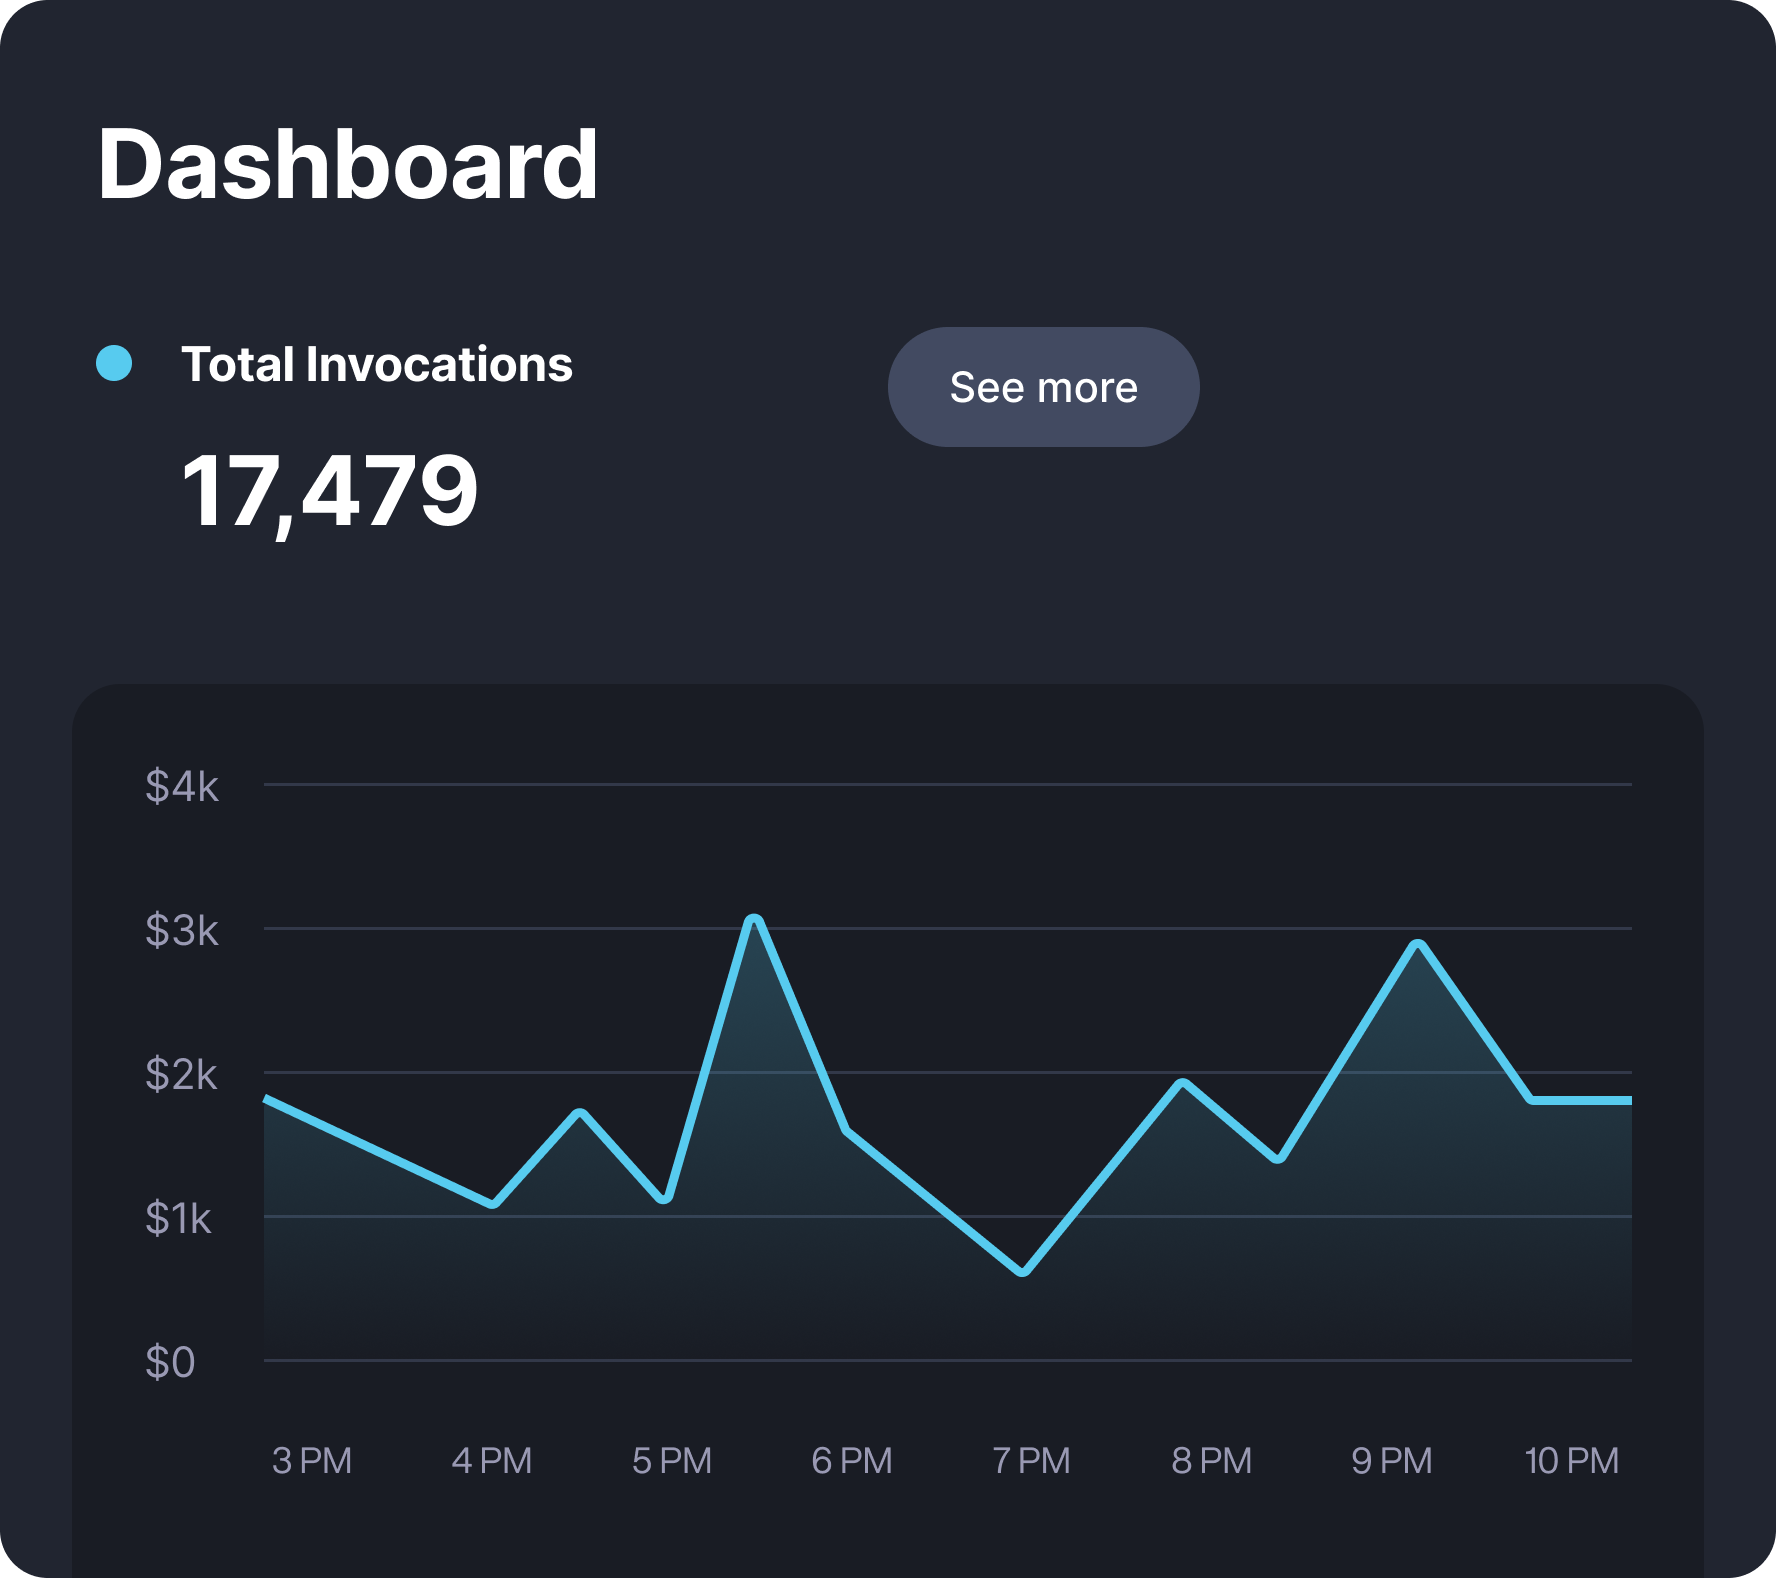 Dashboard
Total Invocations
See more
17,479
$4k
$3k
$2k
$1k
$0
3 PM 4 PM 5 PM 6 PM 7 PM 8 PM 9 PM 10 PM